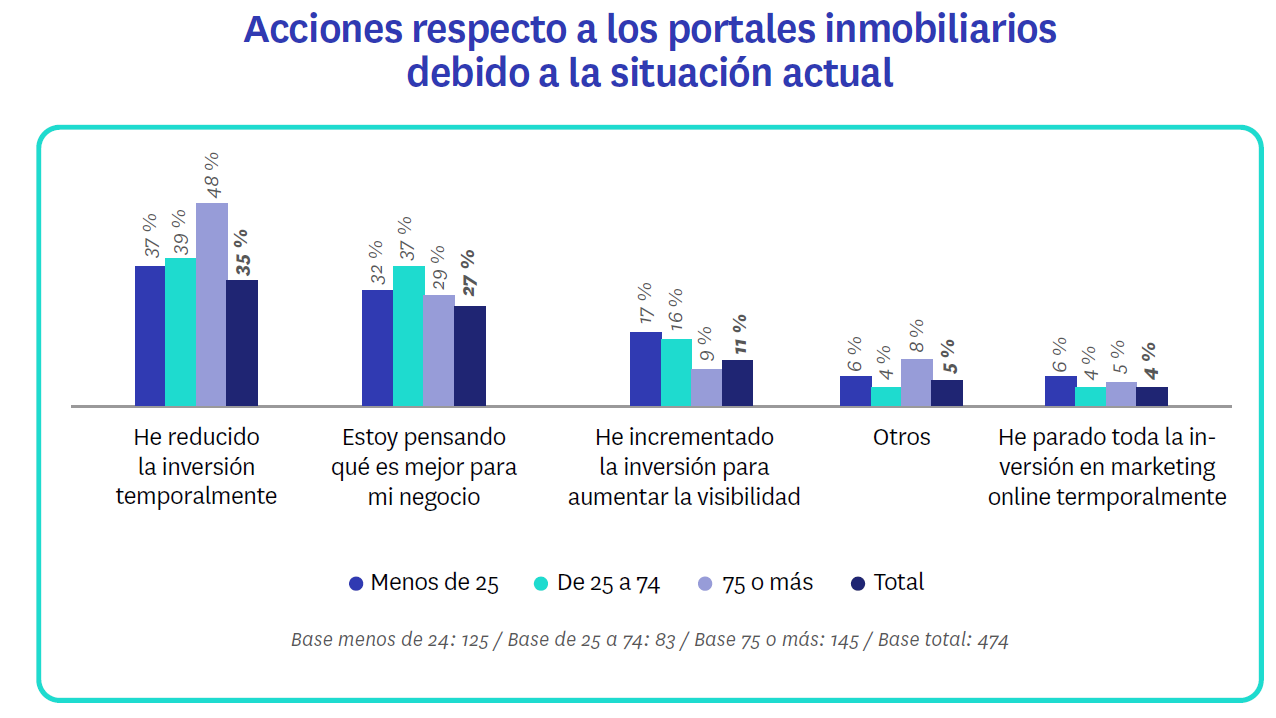 Acciones respecto a los portales inmobiliarios
debido a la situación actual
37 %
39 %
48 %
35 %
32 %
37 %
29 %
27 %
17 %
16 %
9 %
11 %
6 %
4 %
8 %
5 %
6 %
4 %
5 %
4 %
He reducido
la inversión
temporalmente
Estoy pensando
qué es mejor para
mi negocio
He incrementado
la inversión para
aumentar la visibilidad
Otros
He parado toda la in-
versión en marketing
online termporalmente
Menos de 25
De 25 a 74
75 o más
Total
Base menos de 24: 125 / Base de 25 a 74: 83 / Base 75 o más: 145 / Base total: 474